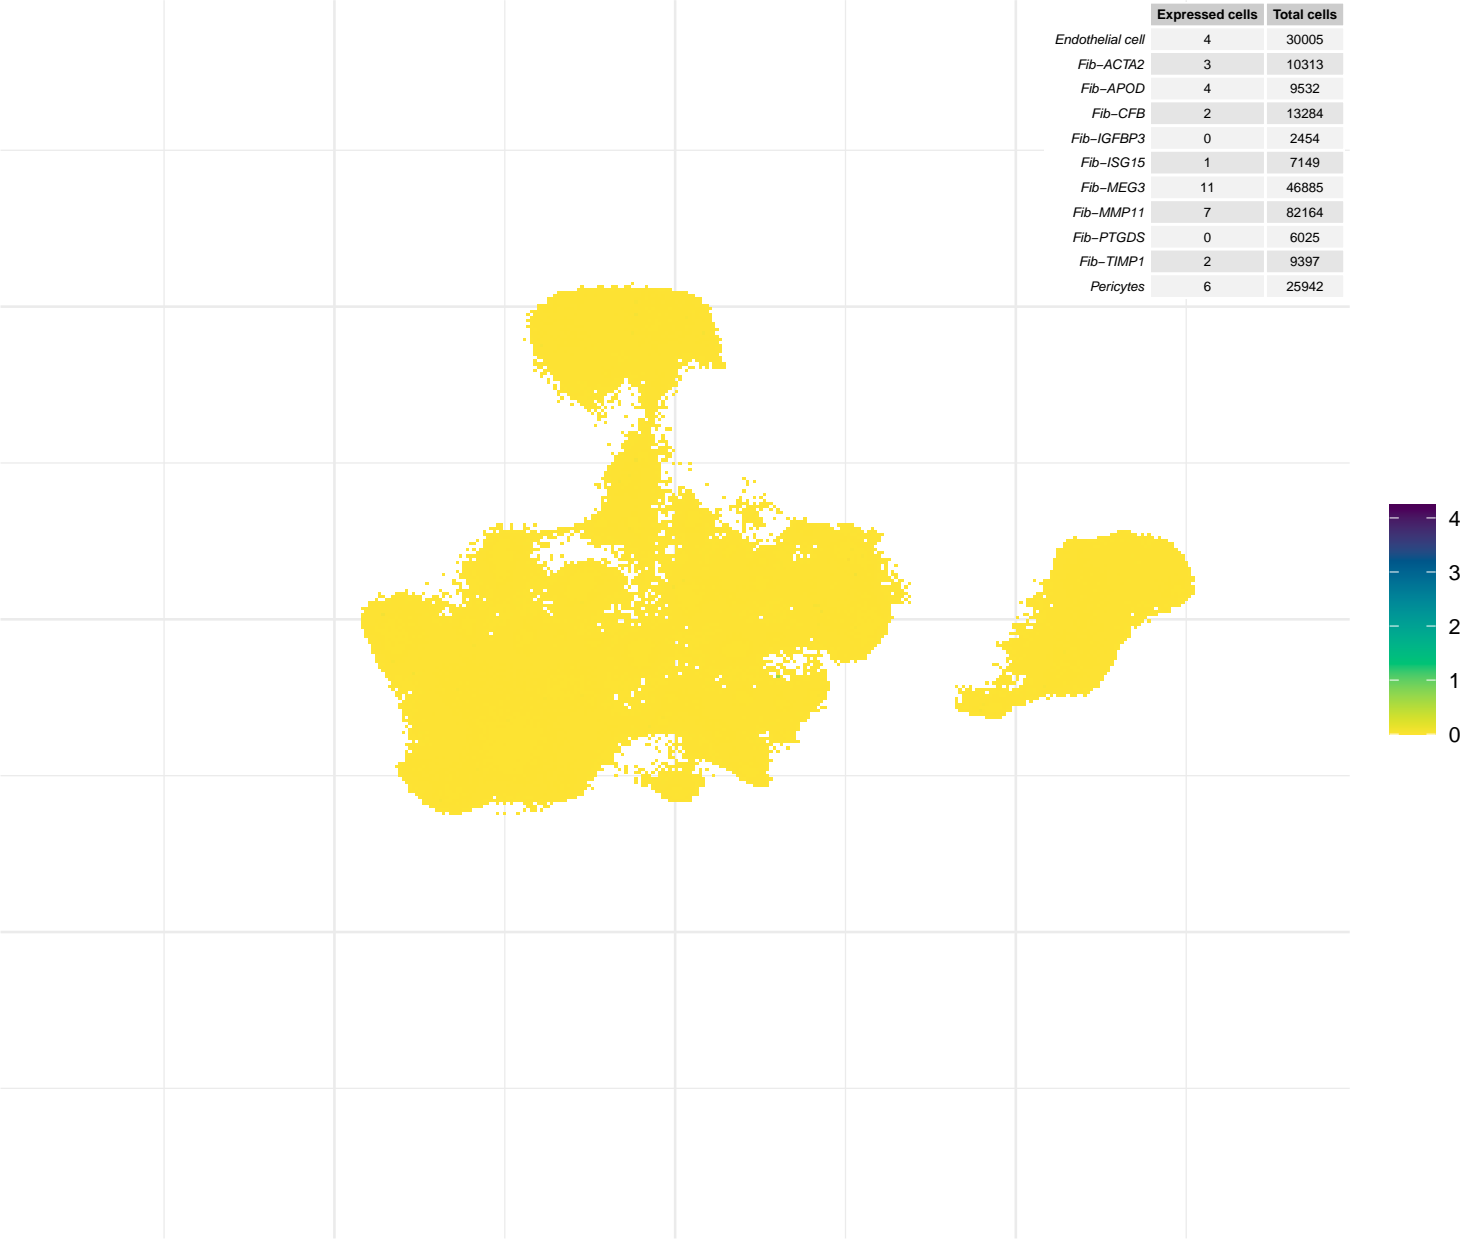 Expressed cells Total cells
Endothelial cell 4 30005
Fib−ACTA2 3 10313
Fib−APOD 4 9532
Fib−CFB 2 13284
Fib−IGFBP3 0 2454
Fib−ISG15 1 7149
Fib−MEG3 11 46885
Fib−MMP11 7 82164
Fib−PTGDS 0 6025
Fib−TIMP1 2 9397
Pericytes 6 25942
4
3
2
1
0